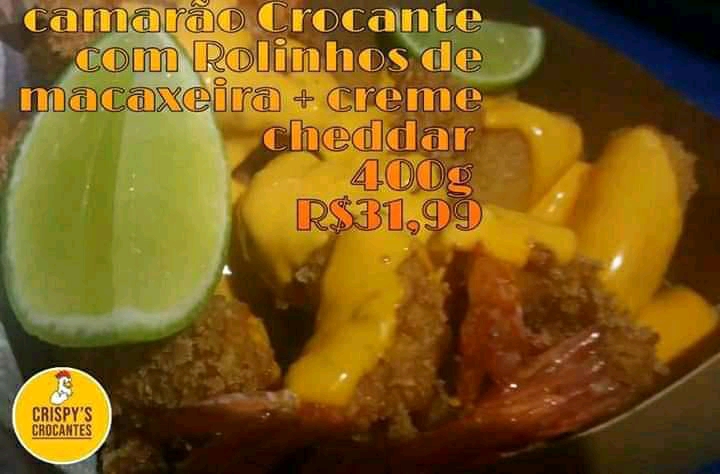 camarão Crocante
com Rolinhos de
macaxeira + creme
cheddar
400g
R$31,99
CRISPY'S
CROCANTES